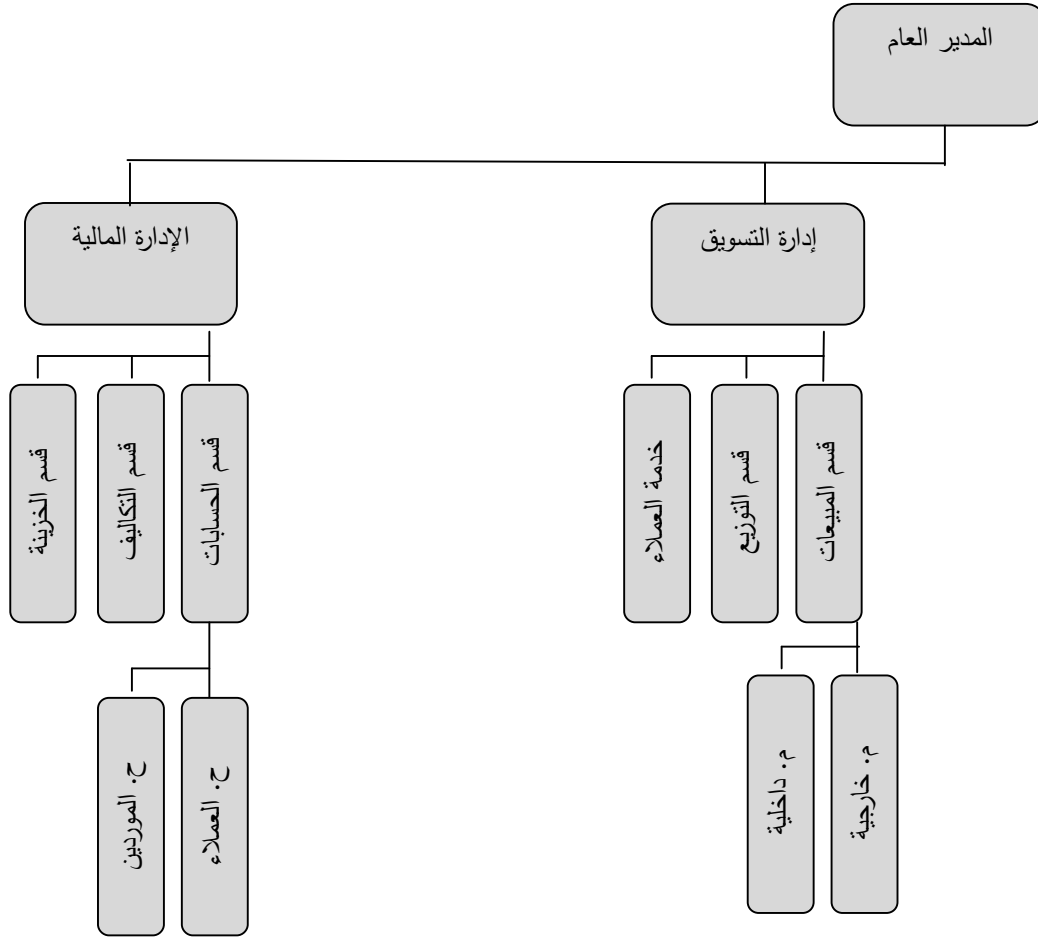 المدير العام
إدارة التسويق
الإدارة المالية
قسم المبيعات
قسم التوزيع
خدمة العملاء
قسم الحسابات
قسم التكاليف
قسم الخزينة
م. خارجية
م. داخلية
ح. العملاء
ح. الموردين